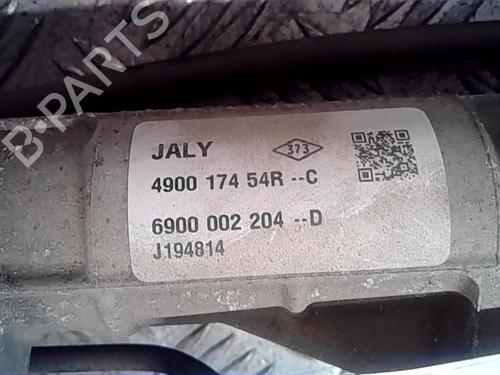 B-PARTS
JALY 373
4900 174 54R --C
6900 002 204 --D
J194814